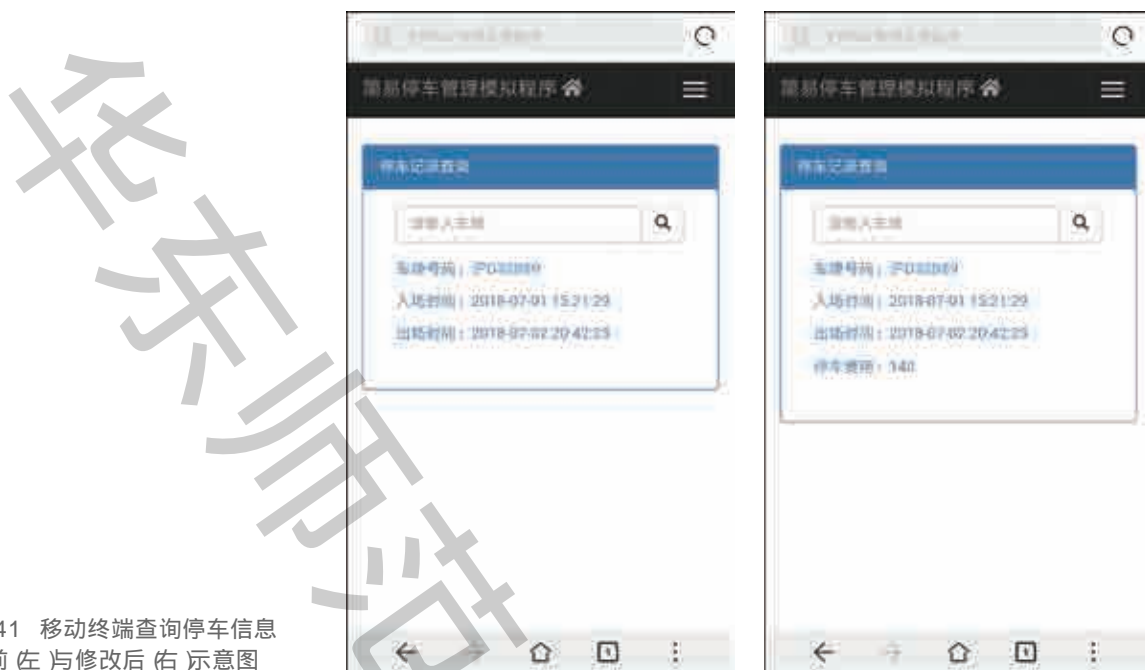 简易停车管理模拟程序
停车记录查询
请输入车牌
车牌号码：
入场时间：2018-07-01 15:21:29
出场时间：2018-07-02 20:42:23
简易停车管理模拟程序
停车记录查询
请输入车牌
车牌号码：
入场时间：2018-07-01 15:21:29
出场时间：2018-07-02 20:42:23
停车费用：140
41 移动终端查询停车信息
前(左)与修改后(右)示意图
华东师范